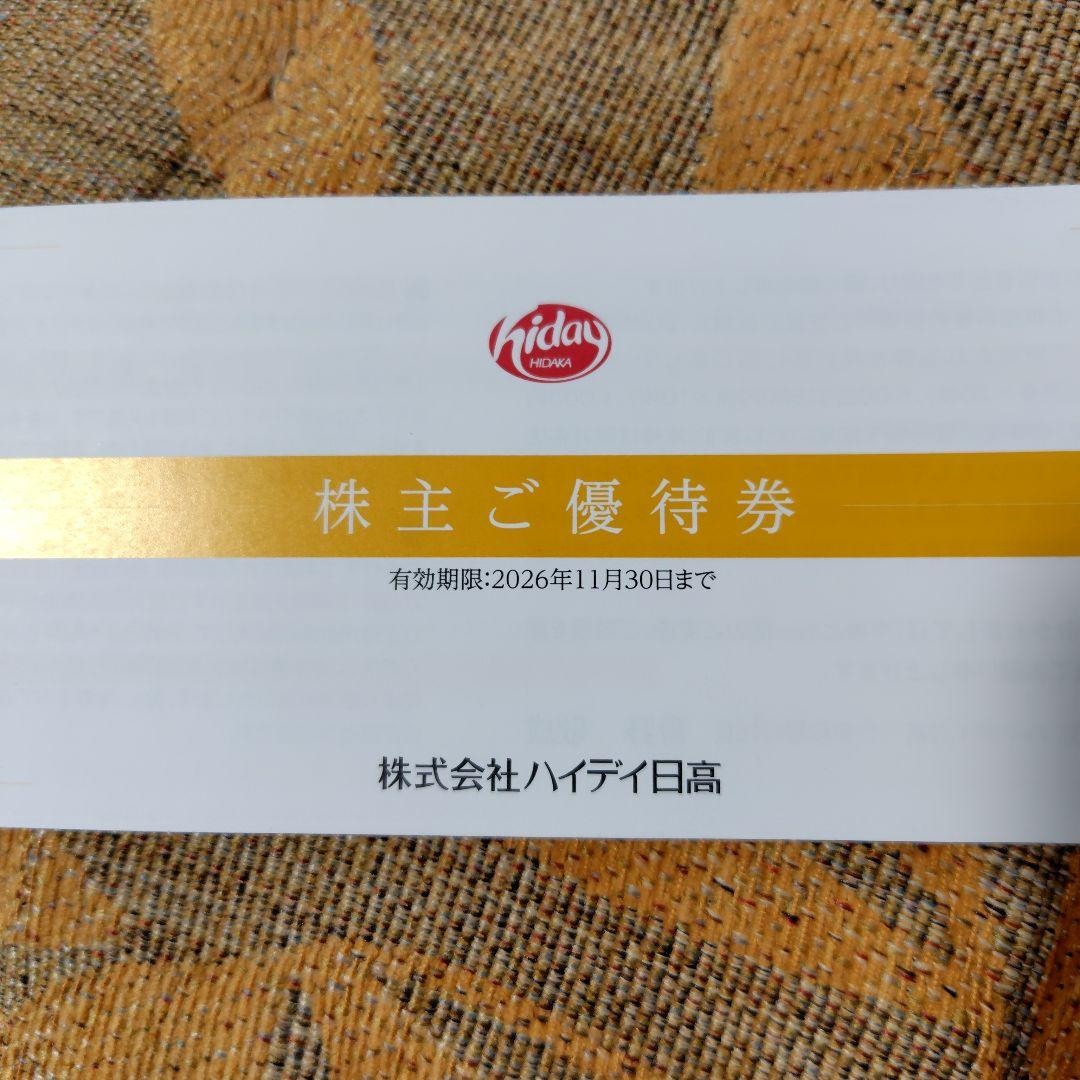 hiday
HIDAKA
株主ご優待券
有効期限:2026年11月30日まで
株式会社ハイデイ日高